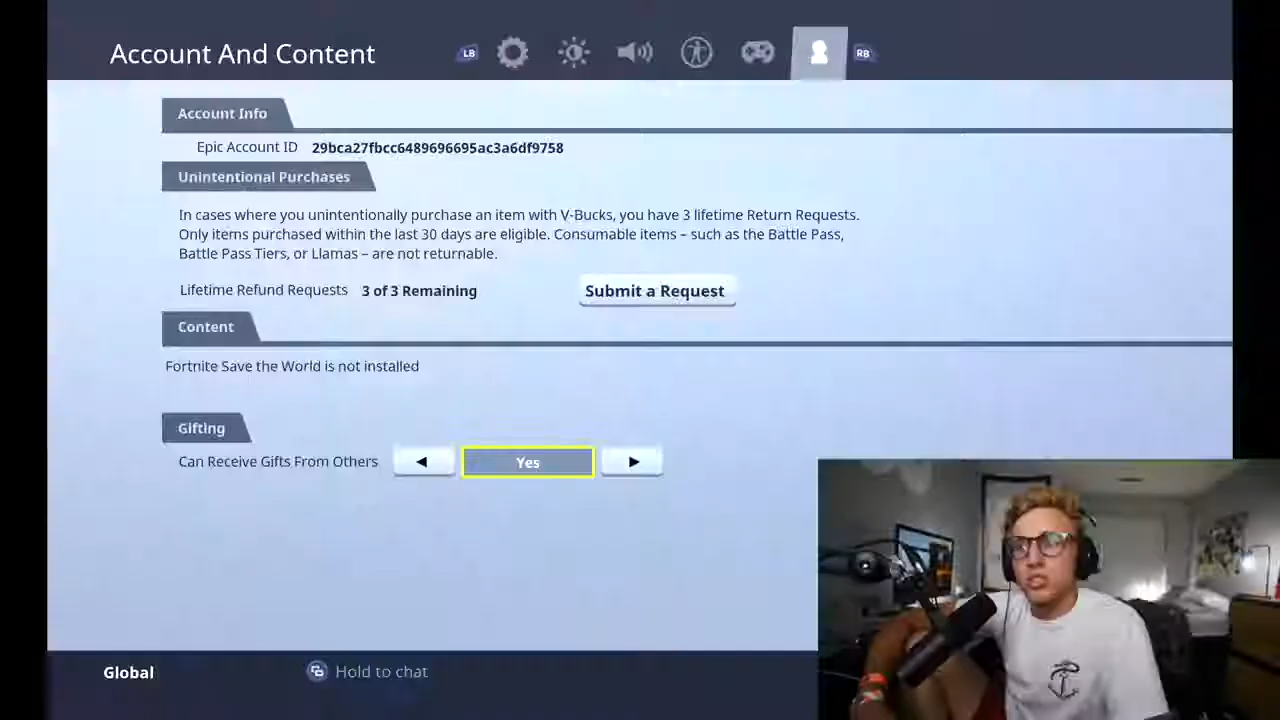 Account And Content
LB
RB
Account Info
Epic Account ID 29bca27fbcc6489696695ac3a6df9758
Unintentional Purchases
In cases where you unintentionally purchase an item with V-Bucks, you have 3 lifetime Return Requests.
Only items purchased within the last 30 days are eligible. Consumable items – such as the Battle Pass,
Battle Pass Tiers, or Llamas – are not returnable.
Lifetime Refund Requests 3 of 3 Remaining
Submit a Request
Content
Fortnite Save the World is not installed
Gifting
Can Receive Gifts From Others
Yes
Global
Hold to chat